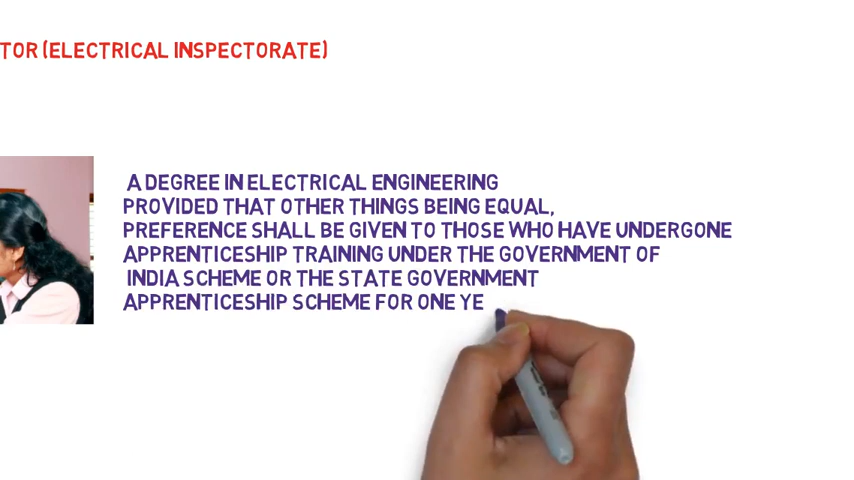 TOR (ELECTRICAL INSPECTORATE)
A DEGREE IN ELECTRICAL ENGINEERING
PROVIDED THAT OTHER THINGS BEING EQUAL,
PREFERENCE SHALL BE GIVEN TO THOSE WHO HAVE UNDERGONE
APPRENTICESHIP TRAINING UNDER THE GOVERNMENT OF
INDIA SCHEME OR THE STATE GOVERNMENT
APPRENTICESHIP SCHEME FOR ONE YE